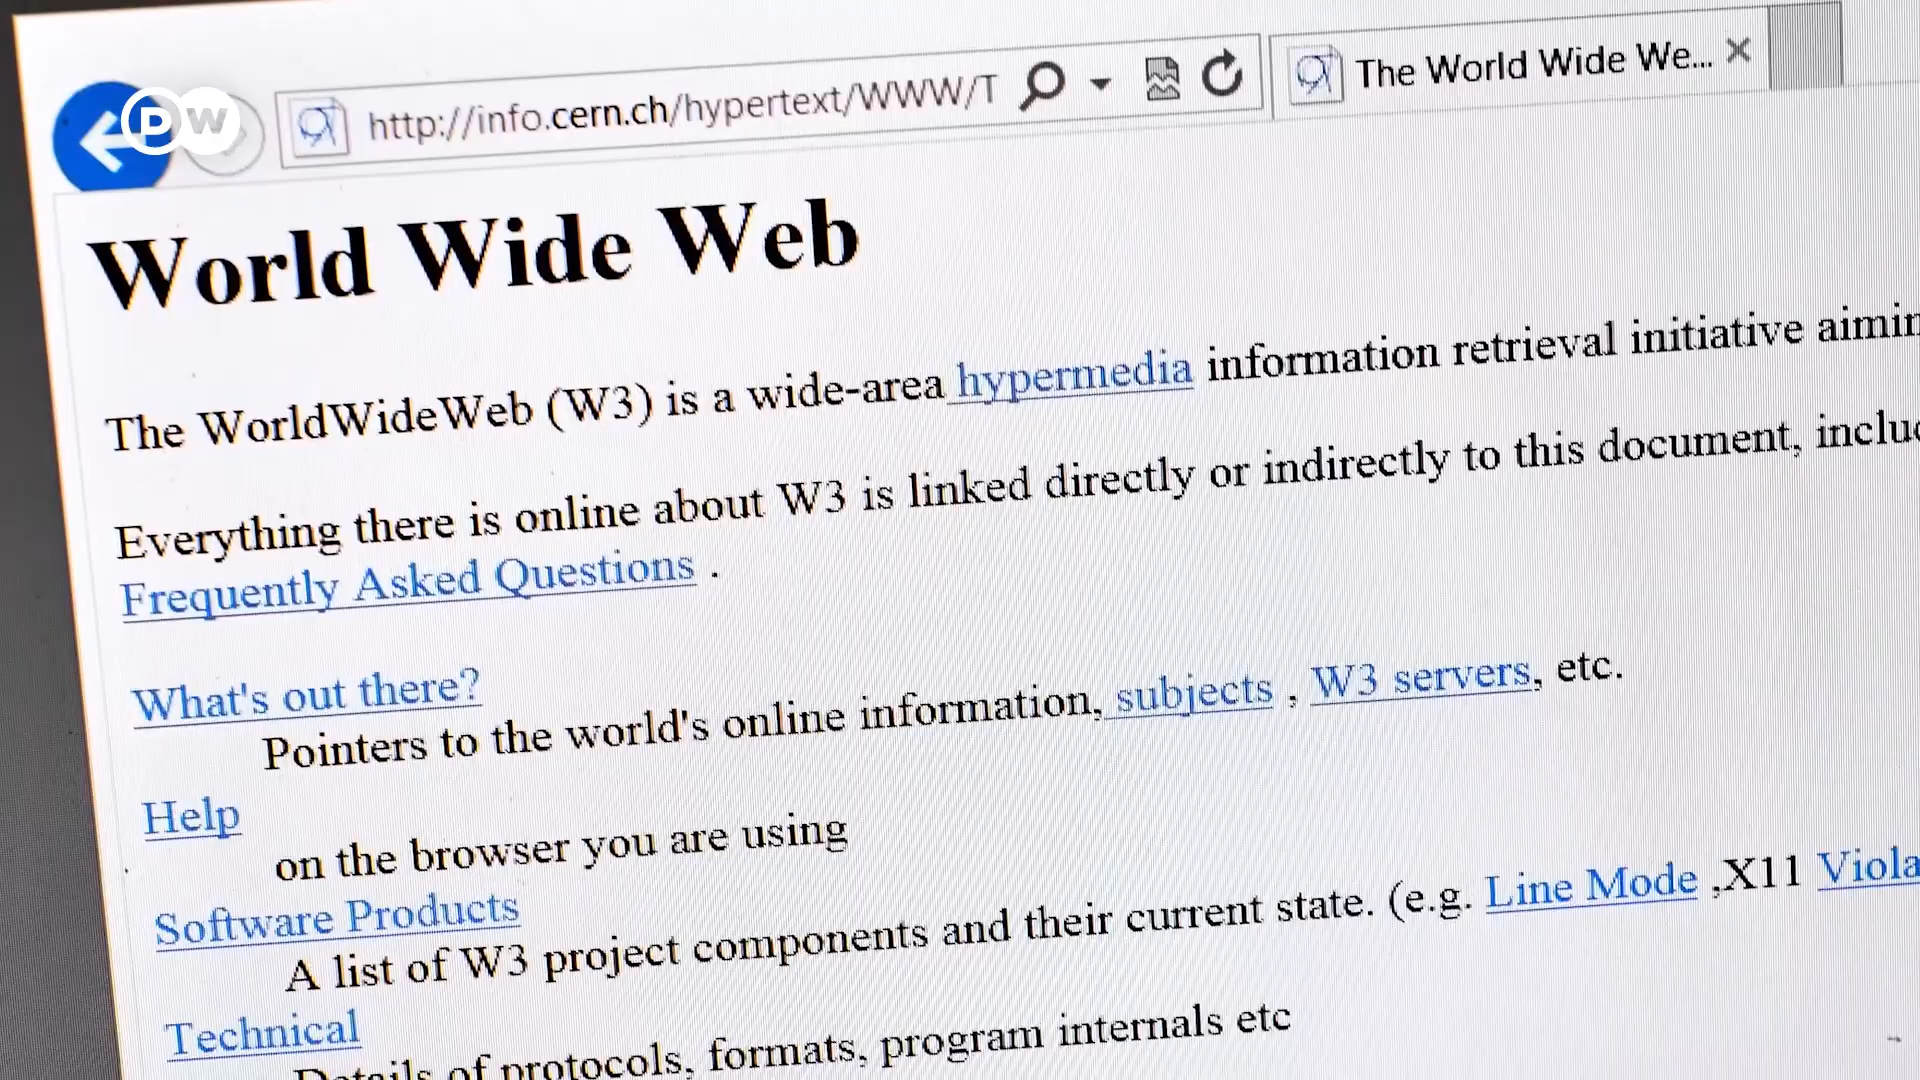 DW
http://info.cern.ch/hypertext/WWW/T
The World Wide We...
World Wide Web
The WorldWideWeb (W3) is a wide-area hypermedia information retrieval initiative aimin
Everything there is online about W3 is linked directly or indirectly to this document, includ
Frequently Asked Questions .
What's out there?
Pointers to the world's online information, subjects , W3 servers, etc.
Help
on the browser you are using
Software Products
A list of W3 project components and their current state. (e.g. Line Mode ,X11 Viola
Technical
Details of protocols, formats, program internals etc